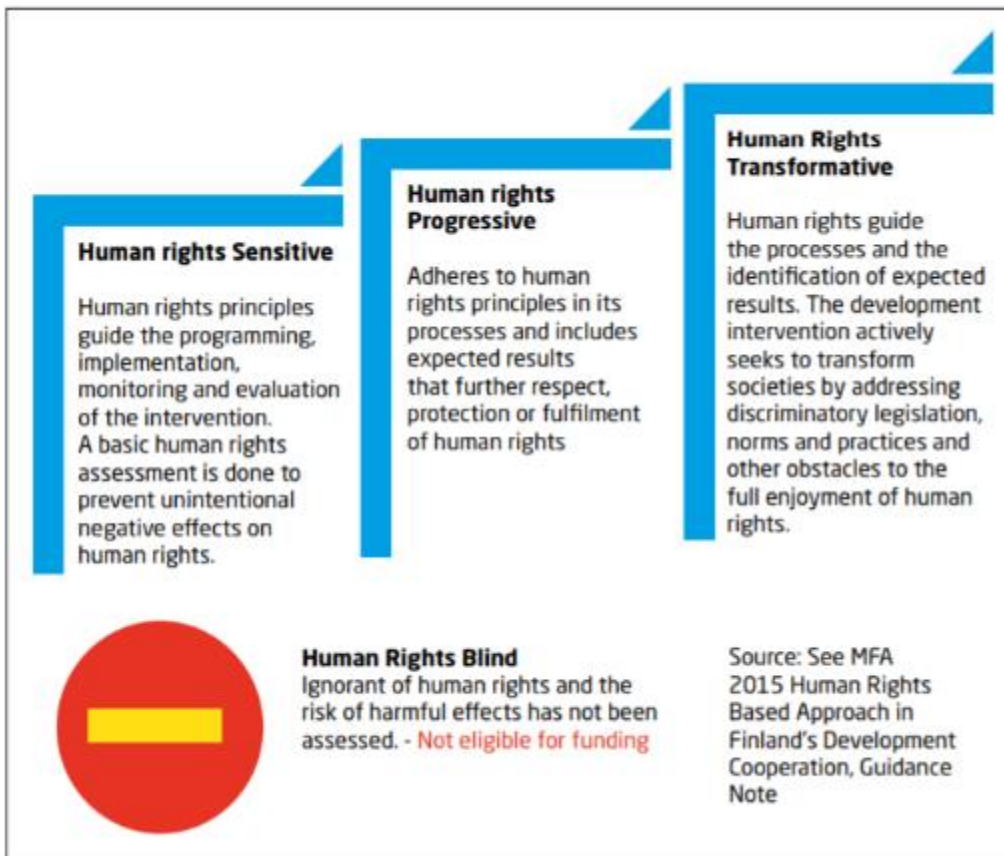 Human rights Sensitive
Human rights principles
guide the programming,
implementation,
monitoring and evaluation
of the intervention.
A basic human rights
assessment is done to
prevent unintentional
negative effects on
human rights.
Human rights
Progressive
Adheres to human
rights principles in its
processes and includes
expected results
that further respect,
protection or fulfilment
of human rights
Human Rights
Transformative
Human rights guide
the processes and the
identification of expected
results. The development
intervention actively
seeks to transform
societies by addressing
discriminatory legislation,
norms and practices and
other obstacles to the
full enjoyment of human
rights.
Human Rights Blind
Ignorant of human rights and the
risk of harmful effects has not been
assessed. - Not eligible for funding
Source: See MFA
2015 Human Rights
Based Approach in
Finland's Development
Cooperation, Guidance
Note